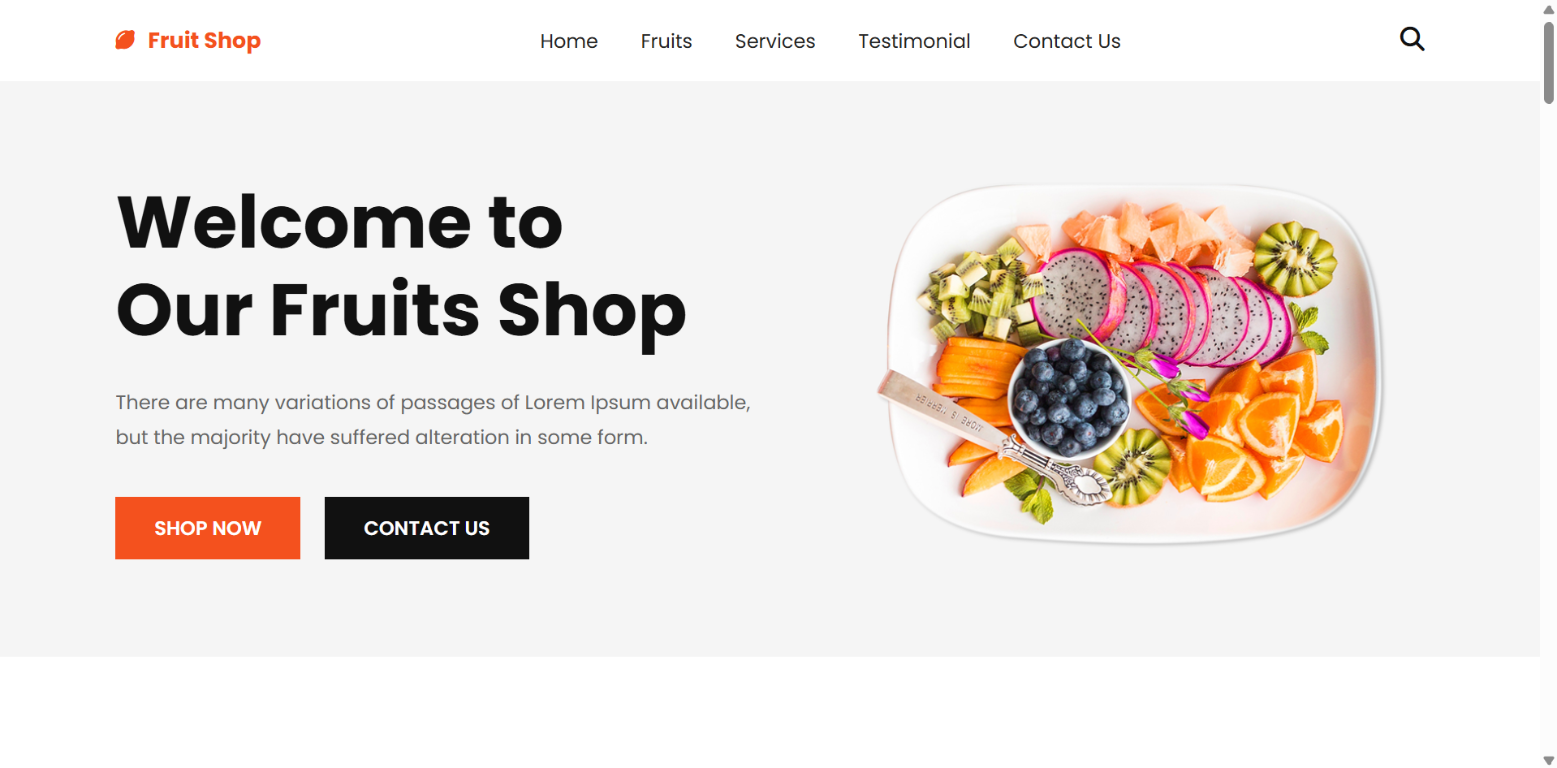 Fruit Shop
Home
Fruits
Services
Testimonial
Contact Us
Welcome to
Our Fruits Shop
There are many variations of passages of Lorem Ipsum available,
but the majority have suffered alteration in some form.
SHOP NOW
CONTACT US